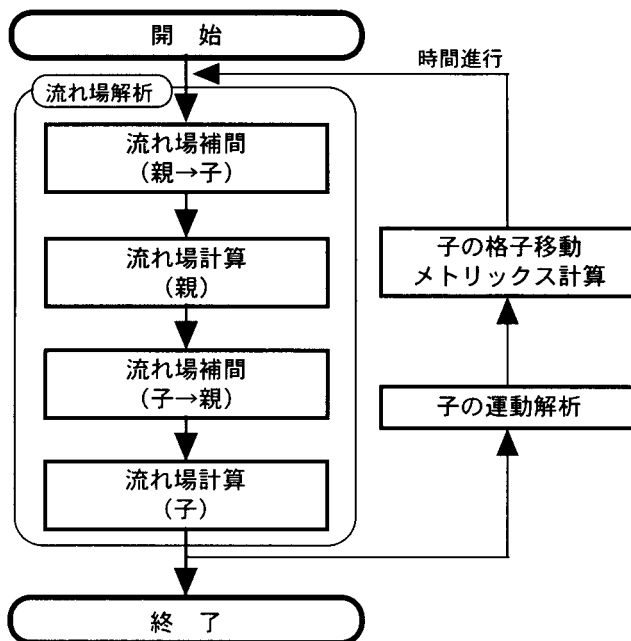 開 始
時間進行
流れ場解析
流れ場補間
(親→子)
流れ場計算
(親)
流れ場補間
(子→親)
流れ場計算
(子)
子の格子移動
メトリックス計算
子の運動解析
終 了